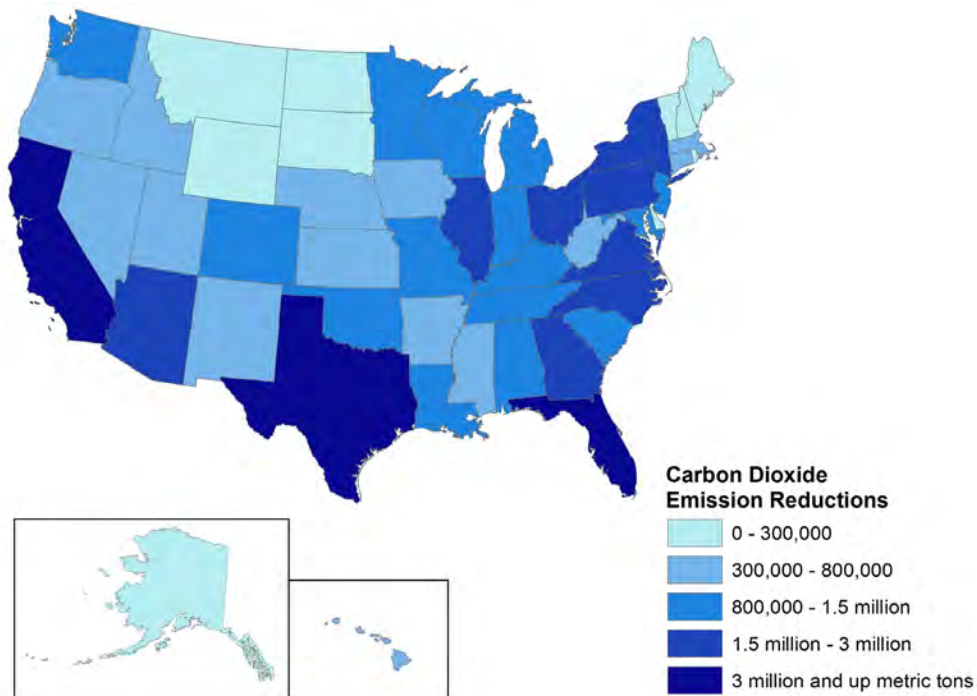 Carbon Dioxide
Emission Reductions
0 - 300,000
300,000 - 800,000
800,000 - 1.5 million
1.5 million - 3 million
3 million and up metric tons